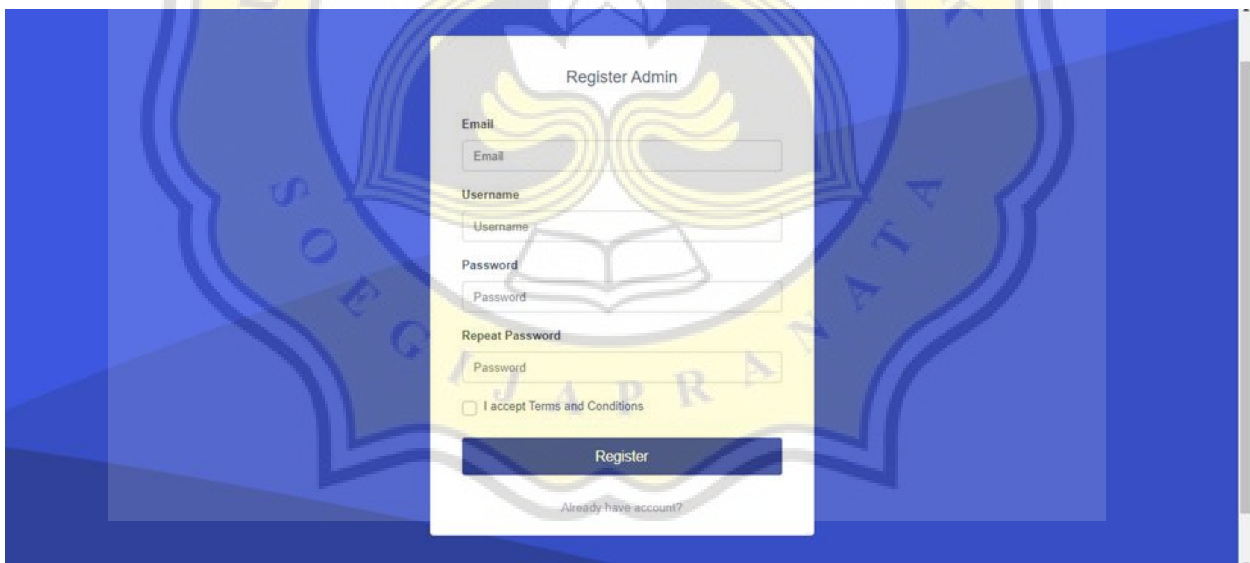 Register Admin
Email
Email
Username
Username
Password
Password
Repeat Password
Password
I accept Terms and Conditions
Register
Already have account?
SOEGIJAPRANATA